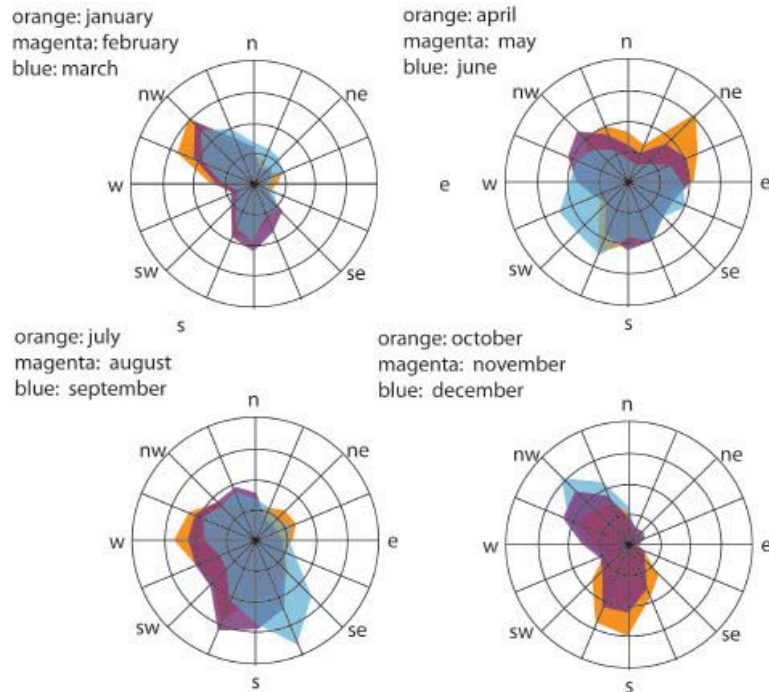 orange: january
magenta: february
blue: march
n
nw
ne
w
e
sw
se
s
orange: april
magenta: may
blue: june
n
nw
ne
w
e
sw
se
s
orange: july
magenta: august
blue: september
n
nw
ne
w
e
sw
se
s
orange: october
magenta: november
blue: december
n
nw
ne
w
e
sw
se
s